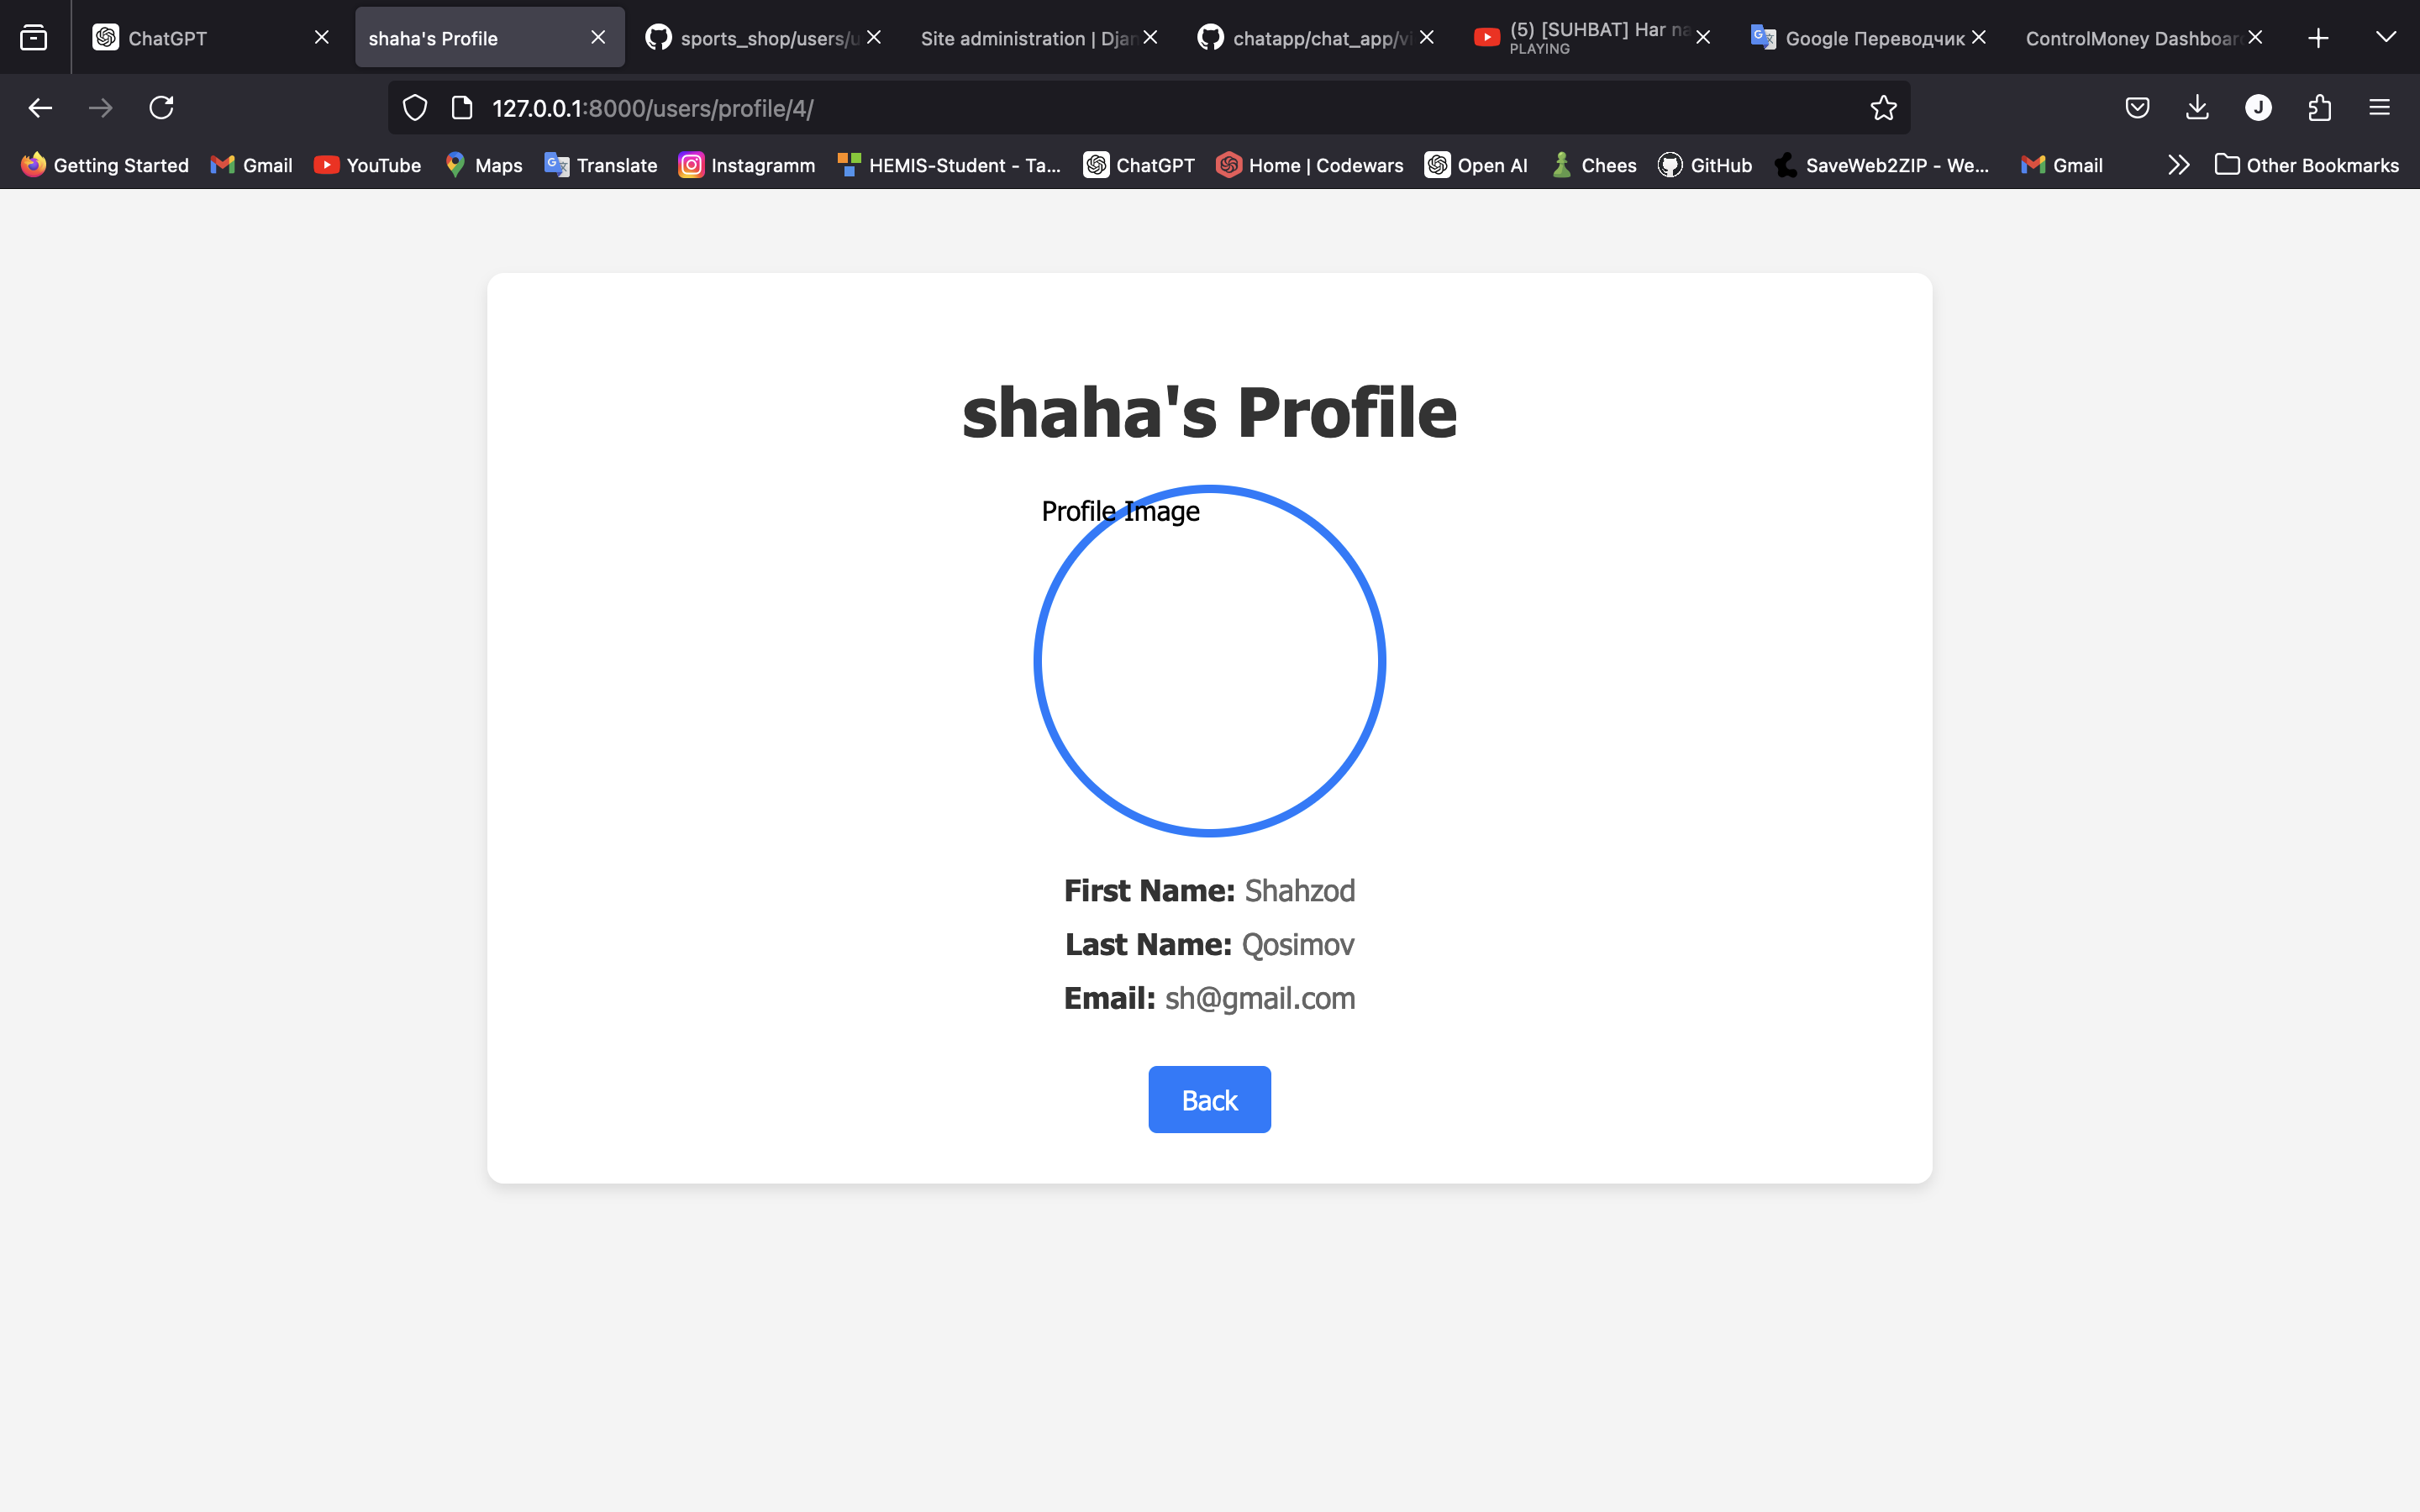 ChatGPT
shaha's Profile
sports_shop/users/u
Site administration | Djan
chatapp/chat_app/vi
(5) [SUHBAT] Har na
PLAYING
Google Переводчик
ControlMoney Dashboar
127.0.0.1:8000/users/profile/4/
J
Getting Started
Gmail
YouTube
Maps
Translate
Instagramm
HEMIS-Student - Ta...
ChatGPT
Home | Codewars
Open AI
Chees
GitHub
SaveWeb2ZIP - We...
Gmail
Other Bookmarks
shaha's Profile
Profile Image
First Name: Shahzod
Last Name: Qosimov
Email: sh@gmail.com
Back